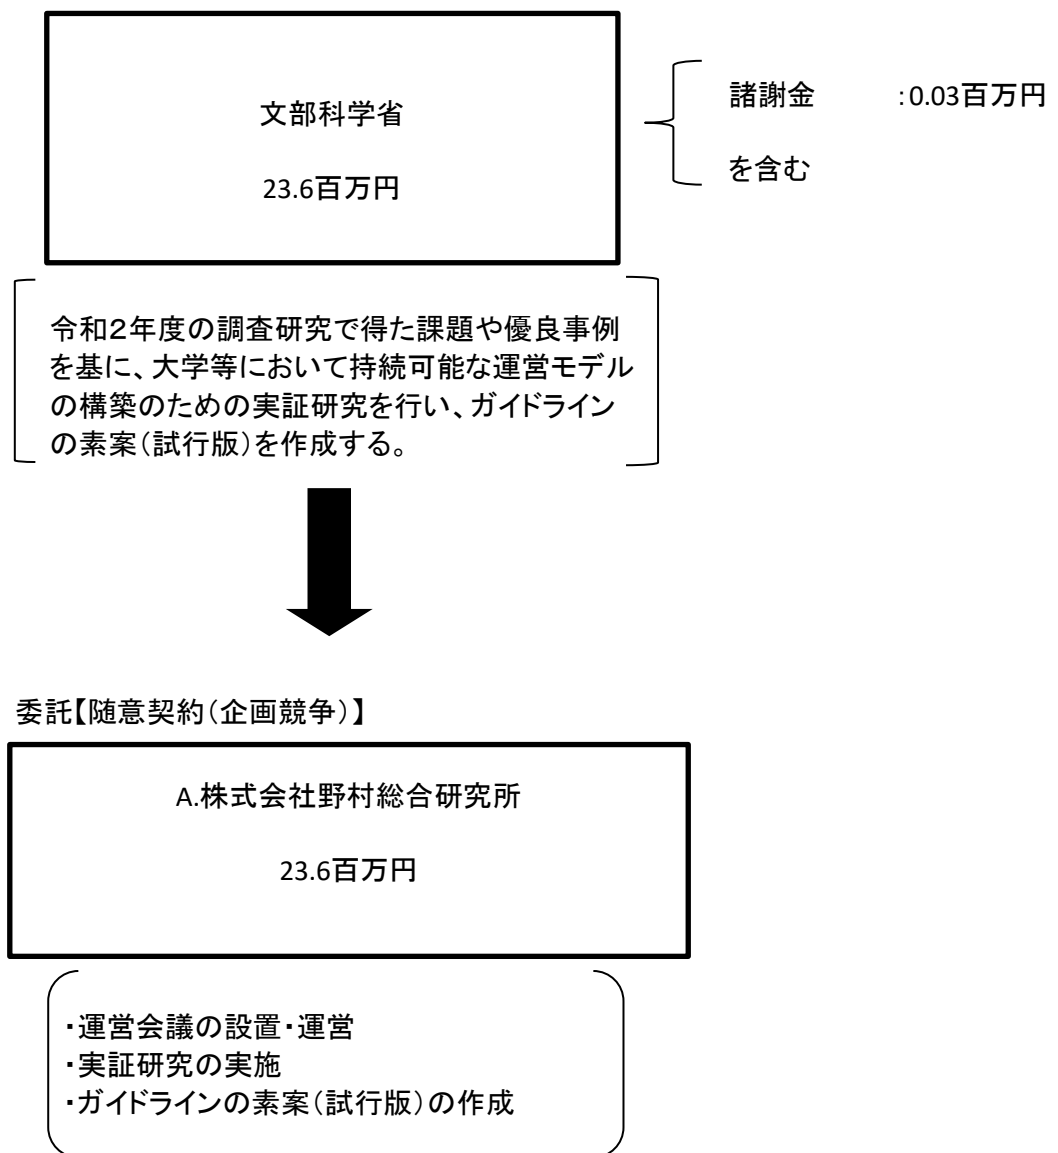 文部科学省
23.6百万円
諸謝金　　：0.03百万円
を含む
令和２年度の調査研究で得た課題や優良事例
を基に、大学等において持続可能な運営モデル
の構築のための実証研究を行い、ガイドライン
の素案（試行版）を作成する。
委託【随意契約（企画競争）】
A.株式会社野村総合研究所
23.6百万円
・運営会議の設置・運営
・実証研究の実施
・ガイドラインの素案（試行版）の作成